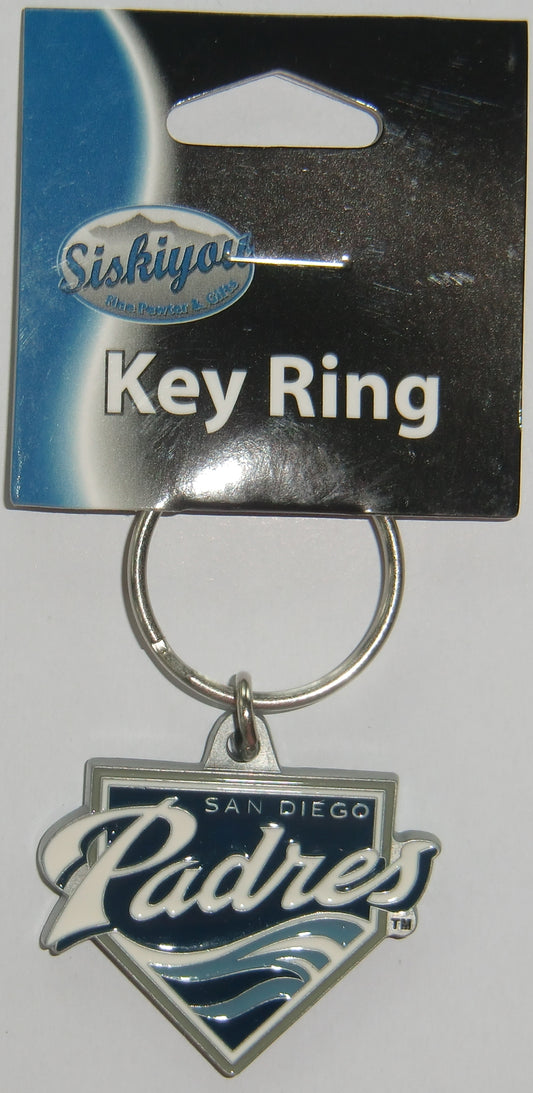 Siskiyou
Fine Pewter & Gifts
Key Ring
SAN DIEGO
Padres
TM